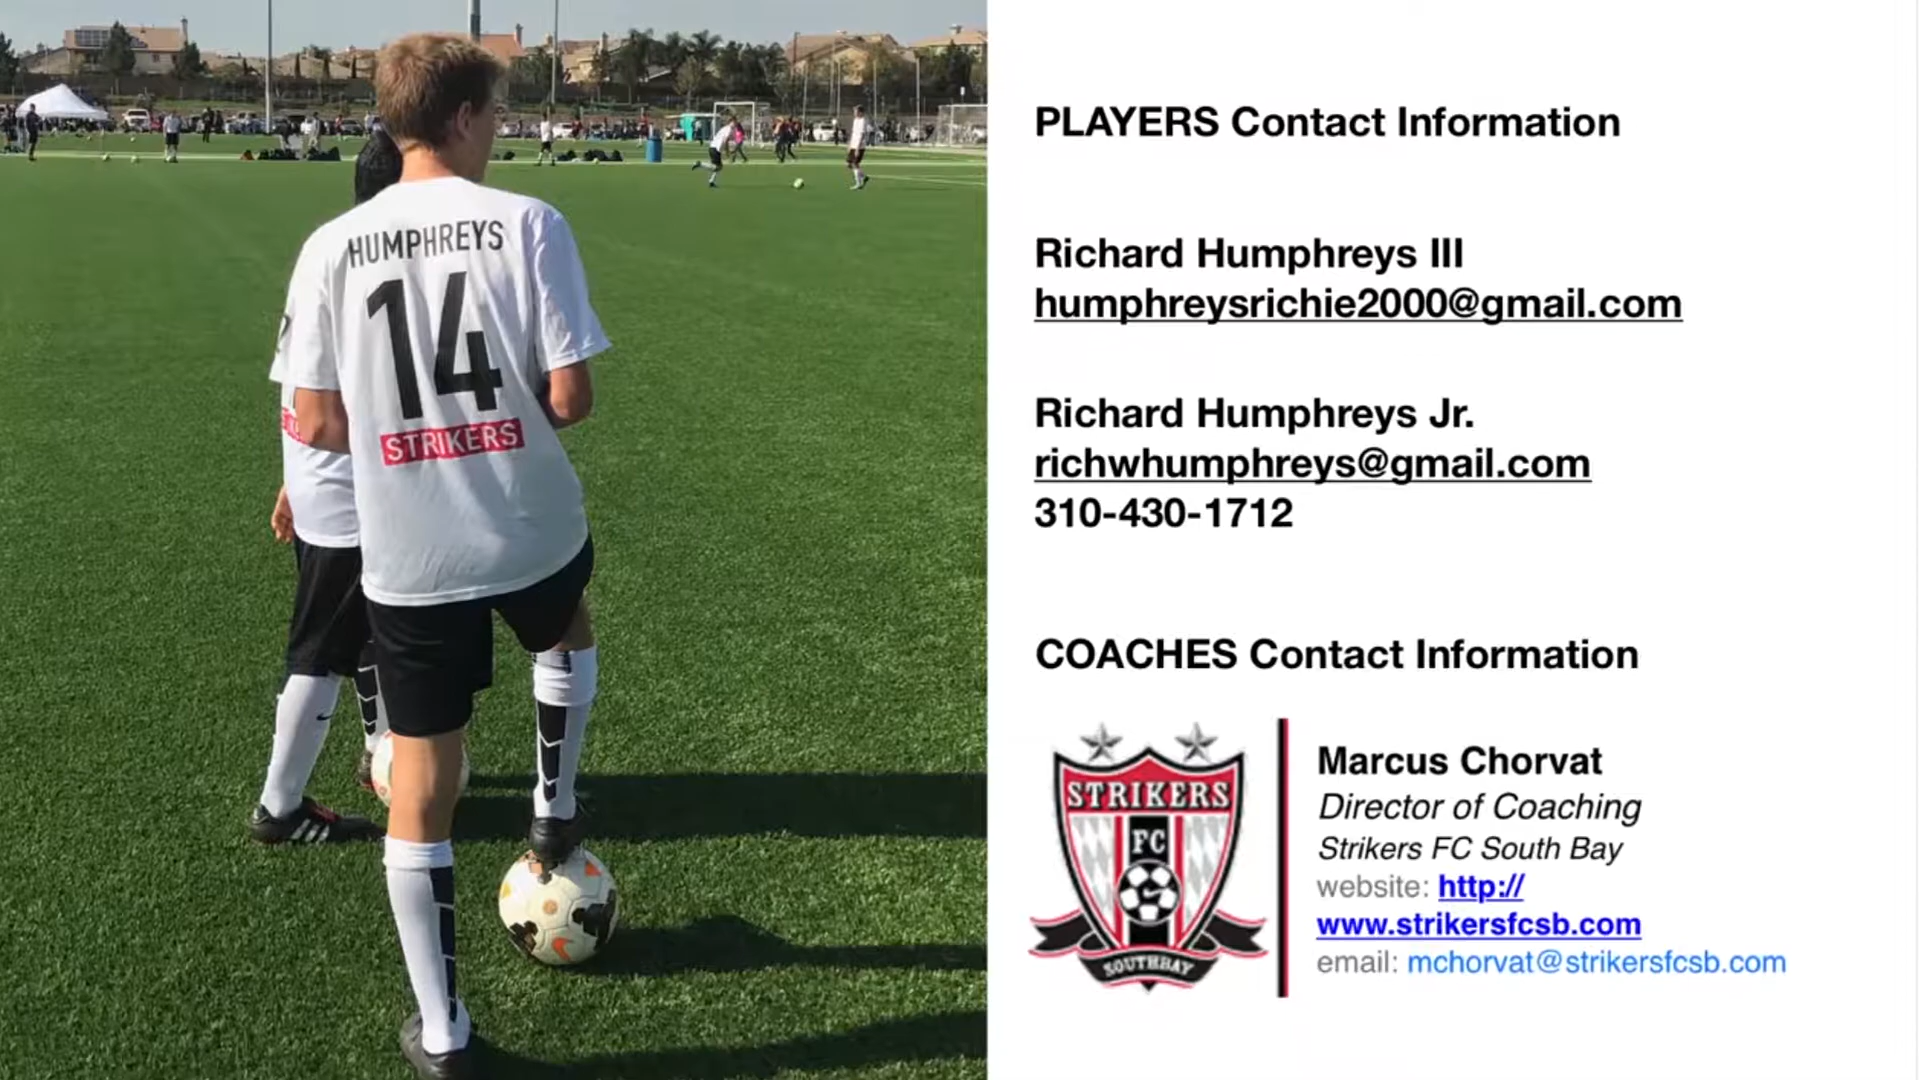 HUMPHREYS
14
STRIKERS
PLAYERS Contact Information
Richard Humphreys III
humphreysrichie2000@gmail.com
Richard Humphreys Jr.
richwhumphreys@gmail.com
310-430-1712
COACHES Contact Information
STRIKERS
FC
SOUTHBAY
Marcus Chorvat
Director of Coaching
Strikers FC South Bay
website: http://
www.strikersfcsb.com
email: mchorvat@strikersfcsb.com